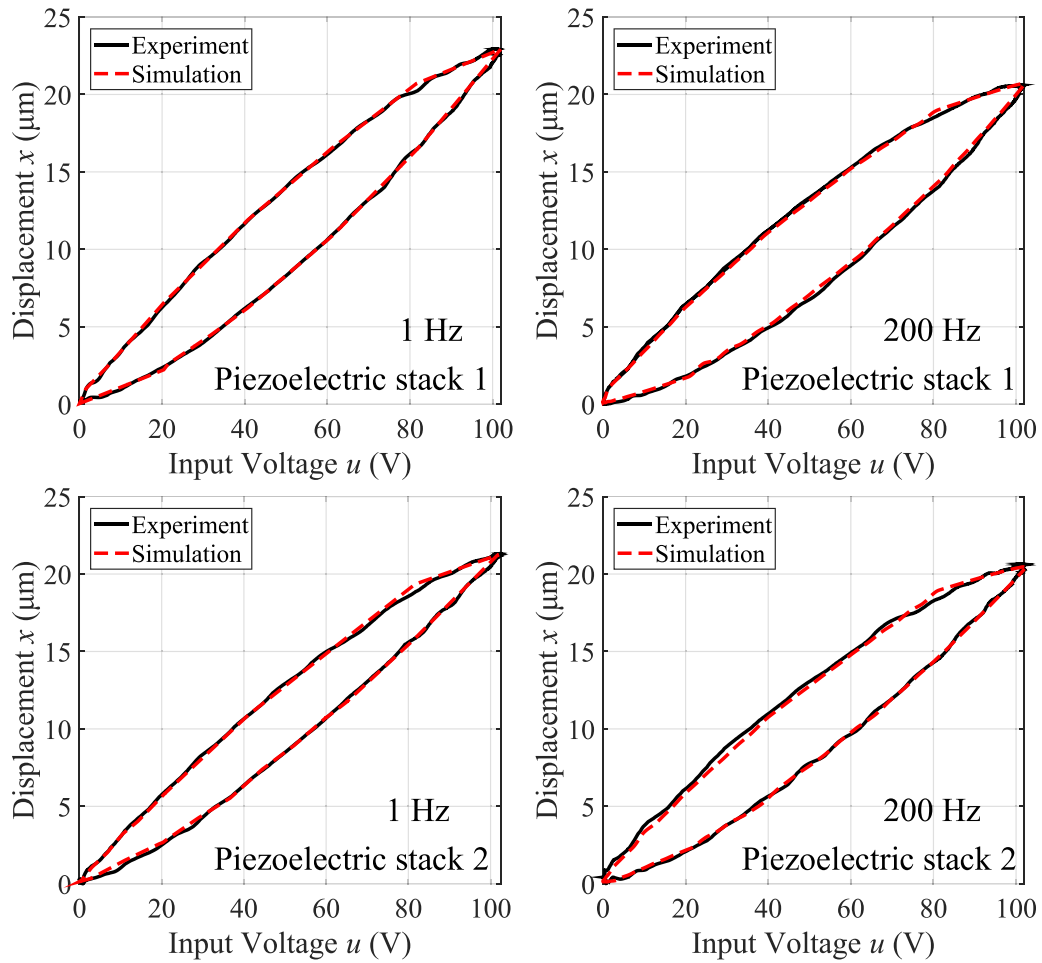 25
20
15
10
5
0
Displacement x (μm)
Experiment
Simulation
1 Hz
Piezoelectric stack 1
0 20 40 60 80 100
Input Voltage u (V)
25
20
15
10
5
0
Displacement x (μm)
Experiment
Simulation
200 Hz
Piezoelectric stack 1
0 20 40 60 80 100
Input Voltage u (V)
25
20
15
10
5
0
Displacement x (μm)
Experiment
Simulation
1 Hz
Piezoelectric stack 2
0 20 40 60 80 100
Input Voltage u (V)
25
20
15
10
5
0
Displacement x (μm)
Experiment
Simulation
200 Hz
Piezoelectric stack 2
0 20 40 60 80 100
Input Voltage u (V)